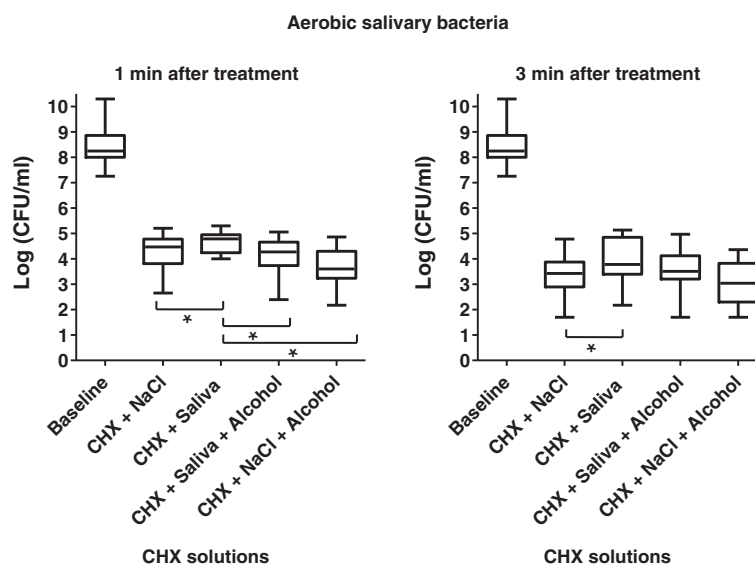 Aerobic salivary bacteria
1 min after treatment
Log (CFU/ml)
10
9
8
7
6
5
4
3
2
1
0
*
*
*
Baseline
CHX + NaCl
CHX + Saliva
CHX + Saliva + Alcohol
CHX + NaCl + Alcohol
CHX solutions
3 min after treatment
Log (CFU/ml)
10
9
8
7
6
5
4
3
2
1
0
*
Baseline
CHX + NaCl
CHX + Saliva
CHX + Saliva + Alcohol
CHX + NaCl + Alcohol
CHX solutions